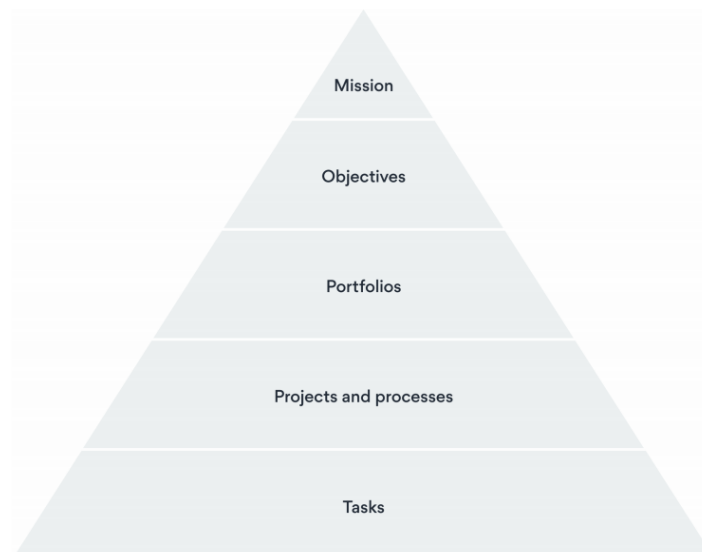 Mission
Objectives
Portfolios
Projects and processes
Tasks